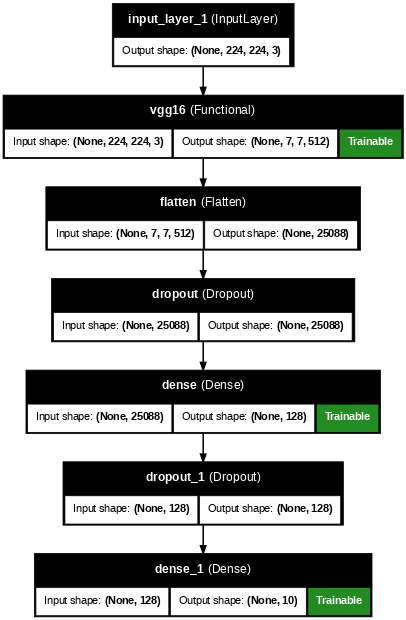 input_layer_1 (InputLayer)
Output shape: (None, 224, 224, 3)
vgg16 (Functional)
Input shape: (None, 224, 224, 3) Output shape: (None, 7, 7, 512) Trainable
flatten (Flatten)
Input shape: (None, 7, 7, 512) Output shape: (None, 25088)
dropout (Dropout)
Input shape: (None, 25088) Output shape: (None, 25088)
dense (Dense)
Input shape: (None, 25088) Output shape: (None, 128) Trainable
dropout_1 (Dropout)
Input shape: (None, 128) Output shape: (None, 128)
dense_1 (Dense)
Input shape: (None, 128) Output shape: (None, 10) Trainable